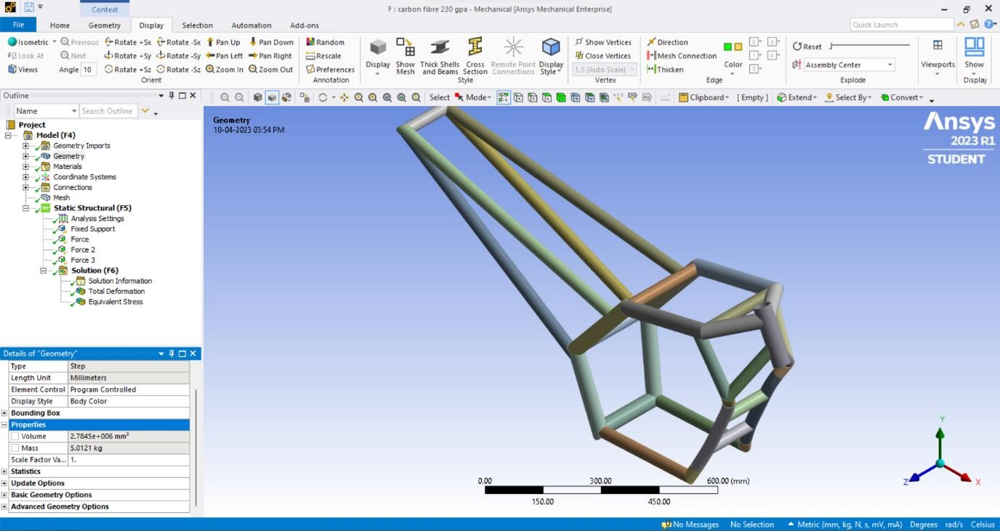 F : carbon fibre 230 gpa - Mechanical [Ansys Mechanical Enterprise]
Context
File Home Geometry Display Selection Automation Add-ons
Quick Launch
Isometric Previous Rotate +Sx Rotate -Sx Pan Up Pan Down
Look At Next Rotate +Sy Rotate -Sy Pan Left Pan Right
Views Angle 10 Rotate +Sz Rotate -Sz Zoom In Zoom Out
Orient
Random
Rescale
Preferences
Annotation
Display
Show Mesh
Thick Shells and Beams
Cross Section
Remote Point Connections
Display Style
Style
Show Vertices
Close Vertices
1.5 (Auto Scale)
Vertex
Direction
Mesh Connection
Thicken
Color
Edge
Reset
Assembly Center
Explode
Viewports
Show
Display
Outline
Name Search Outline
Select Mode Clipboard [ Empty ] Extend Select By Convert
Project
Model (F4)
Geometry Imports
Geometry
Materials
Coordinate Systems
Connections
Mesh
Static Structural (F5)
Analysis Settings
Fixed Support
Force
Force 2
Force 3
Solution (F6)
Solution Information
Total Deformation
Equivalent Stress
Details of "Geometry"
Type Step
Length Unit Millimeters
Element Control Program Controlled
Display Style Body Color
Bounding Box
Properties
Volume 2.7845e+006 mm³
Mass 5.0121 kg
Scale Factor Va... 1.
Statistics
Update Options
Basic Geometry Options
Advanced Geometry Options
Geometry
18-04-2023 03:54 PM
Ansys
2023 R1
STUDENT
0.00 300.00 600.00 (mm)
150.00 450.00
Y
Z
X
No Messages No Selection Metric (mm, kg, N, s, mV, mA) Degrees rad/s Celsius